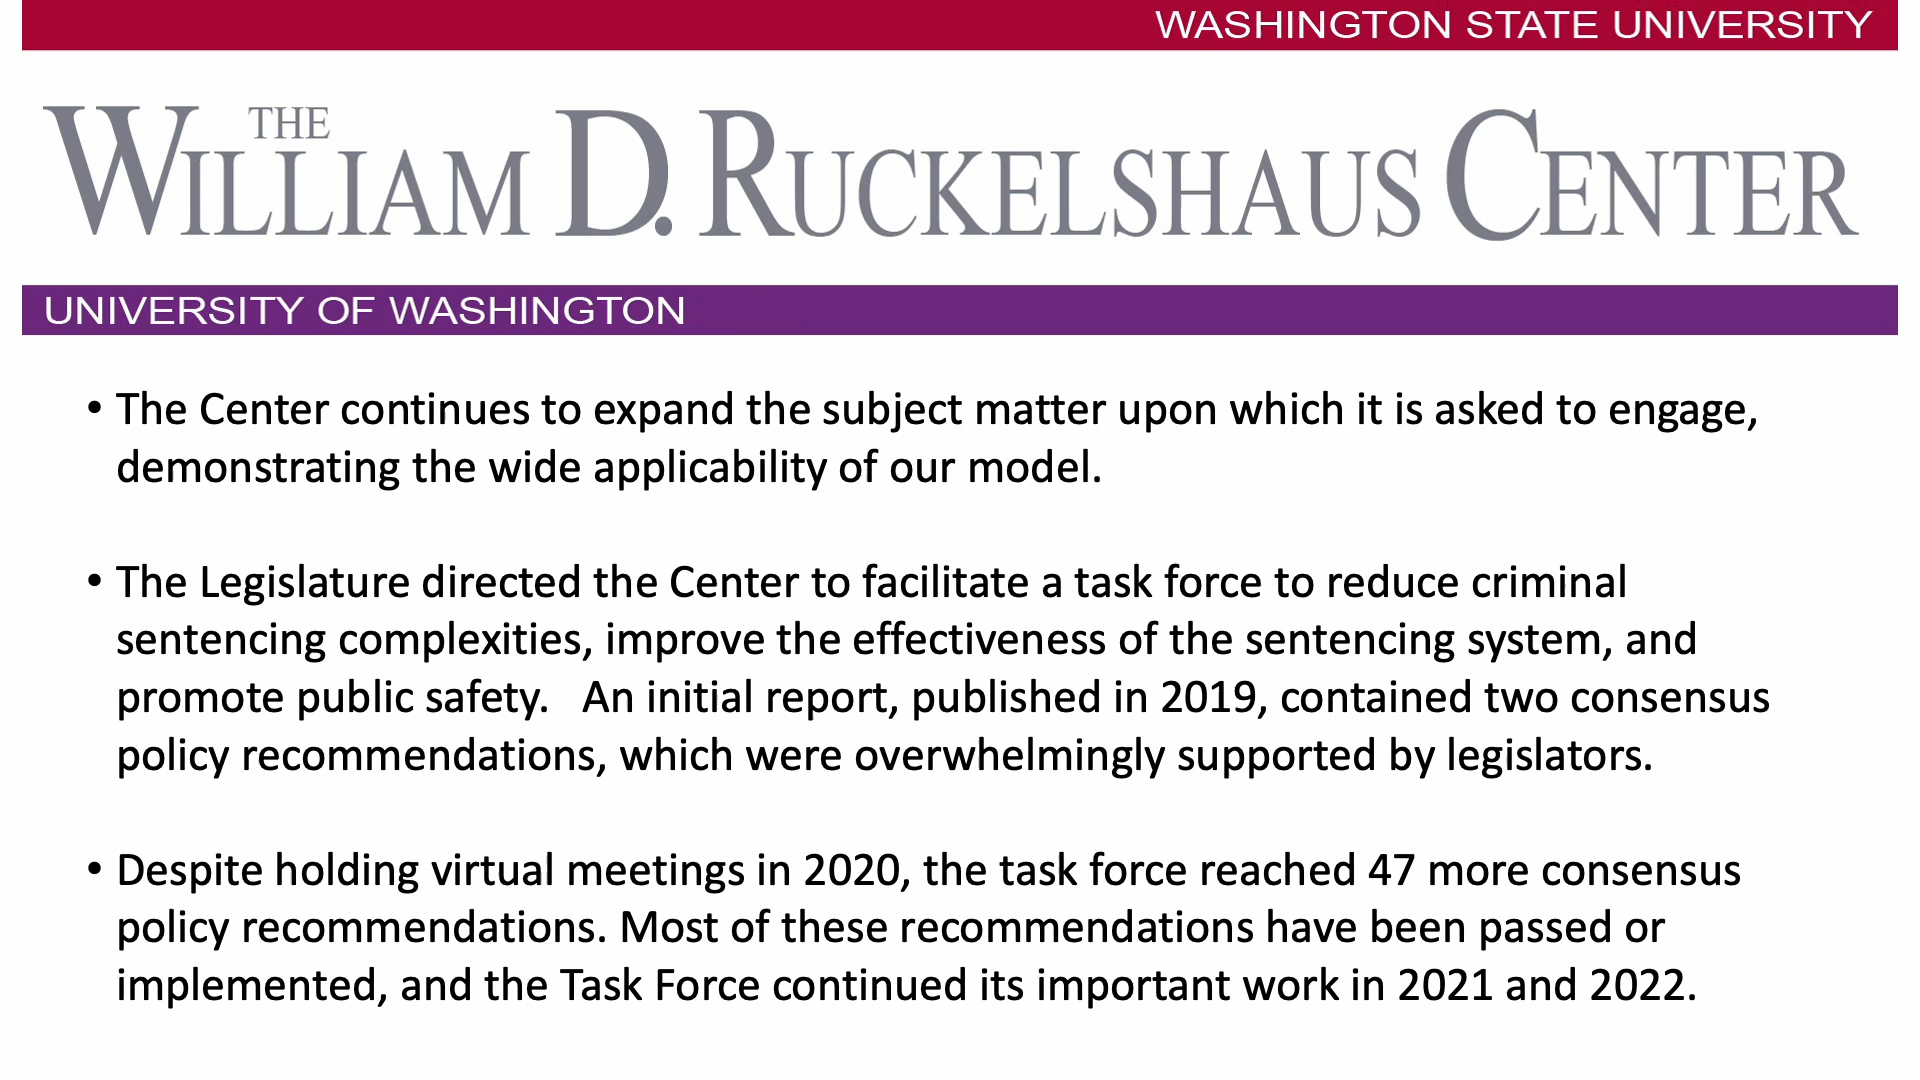 WASHINGTON STATE UNIVERSITY
THE
WILLIAM D. RUCKELSHAUS CENTER
UNIVERSITY OF WASHINGTON
• The Center continues to expand the subject matter upon which it is asked to engage,
demonstrating the wide applicability of our model.
• The Legislature directed the Center to facilitate a task force to reduce criminal
sentencing complexities, improve the effectiveness of the sentencing system, and
promote public safety.   An initial report, published in 2019, contained two consensus
policy recommendations, which were overwhelmingly supported by legislators.
• Despite holding virtual meetings in 2020, the task force reached 47 more consensus
policy recommendations. Most of these recommendations have been passed or
implemented, and the Task Force continued its important work in 2021 and 2022.